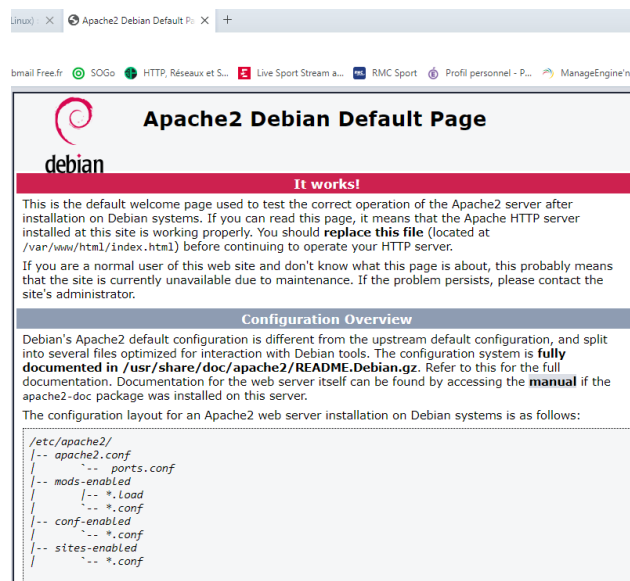 Linux)
Apache2 Debian Default Pa
bmail Free.fr SOGo HTTP, Réseaux et S... Live Sport Stream a... RMC Sport Profil personnel - P... ManageEngine'n
debian
Apache2 Debian Default Page
It works!
This is the default welcome page used to test the correct operation of the Apache2 server after
installation on Debian systems. If you can read this page, it means that the Apache HTTP server
installed at this site is working properly. You should replace this file (located at
/var/www/html/index.html) before continuing to operate your HTTP server.
If you are a normal user of this web site and don't know what this page is about, this probably means
that the site is currently unavailable due to maintenance. If the problem persists, please contact the
site's administrator.
Configuration Overview
Debian's Apache2 default configuration is different from the upstream default configuration, and split
into several files optimized for interaction with Debian tools. The configuration system is fully
documented in /usr/share/doc/apache2/README.Debian.gz. Refer to this for the full
documentation. Documentation for the web server itself can be found by accessing the manual if the
apache2-doc package was installed on this server.
The configuration layout for an Apache2 web server installation on Debian systems is as follows:
/etc/apache2/
|-- apache2.conf
|       `--  ports.conf
|-- mods-enabled
|       |-- *.load
|       `-- *.conf
|-- conf-enabled
|       `-- *.conf
|-- sites-enabled
|       `-- *.conf